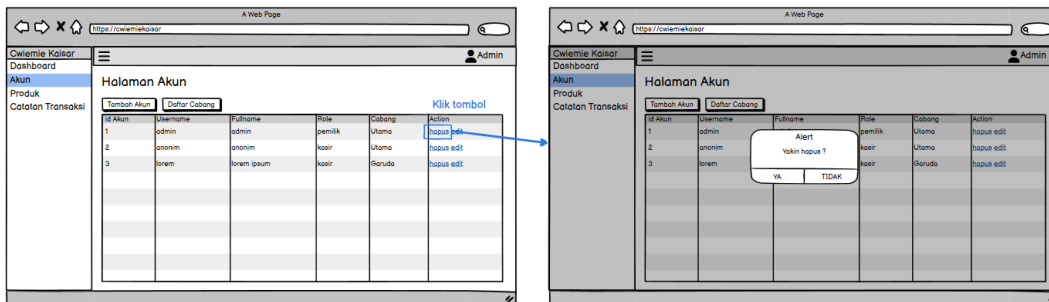 A Web Page
https://cwiemiekaisar
Cwiemie Kaisar
Dashboard
Akun
Produk
Catatan Transaksi
Admin
Halaman Akun
Tambah Akun Daftar Cabang
Klik tombol
id Akun Username Fullname Role Cabang Action
1 admin admin pemilik Utama hapus edit
2 anonim anonim kasir Utama hapus edit
3 lorem lorem ipsum kasir Garuda hapus edit
A Web Page
https://cwiemiekaisar
Cwiemie Kaisar
Dashboard
Akun
Produk
Catatan Transaksi
Admin
Halaman Akun
Tambah Akun Daftar Cabang
id Akun Username Fullname Role Cabang Action
1 admin pemilik Utama hapus edit
2 anonim kasir Utama hapus edit
3 lorem kasir Garuda hapus edit
Alert
Yakin hapus ?
YA TIDAK